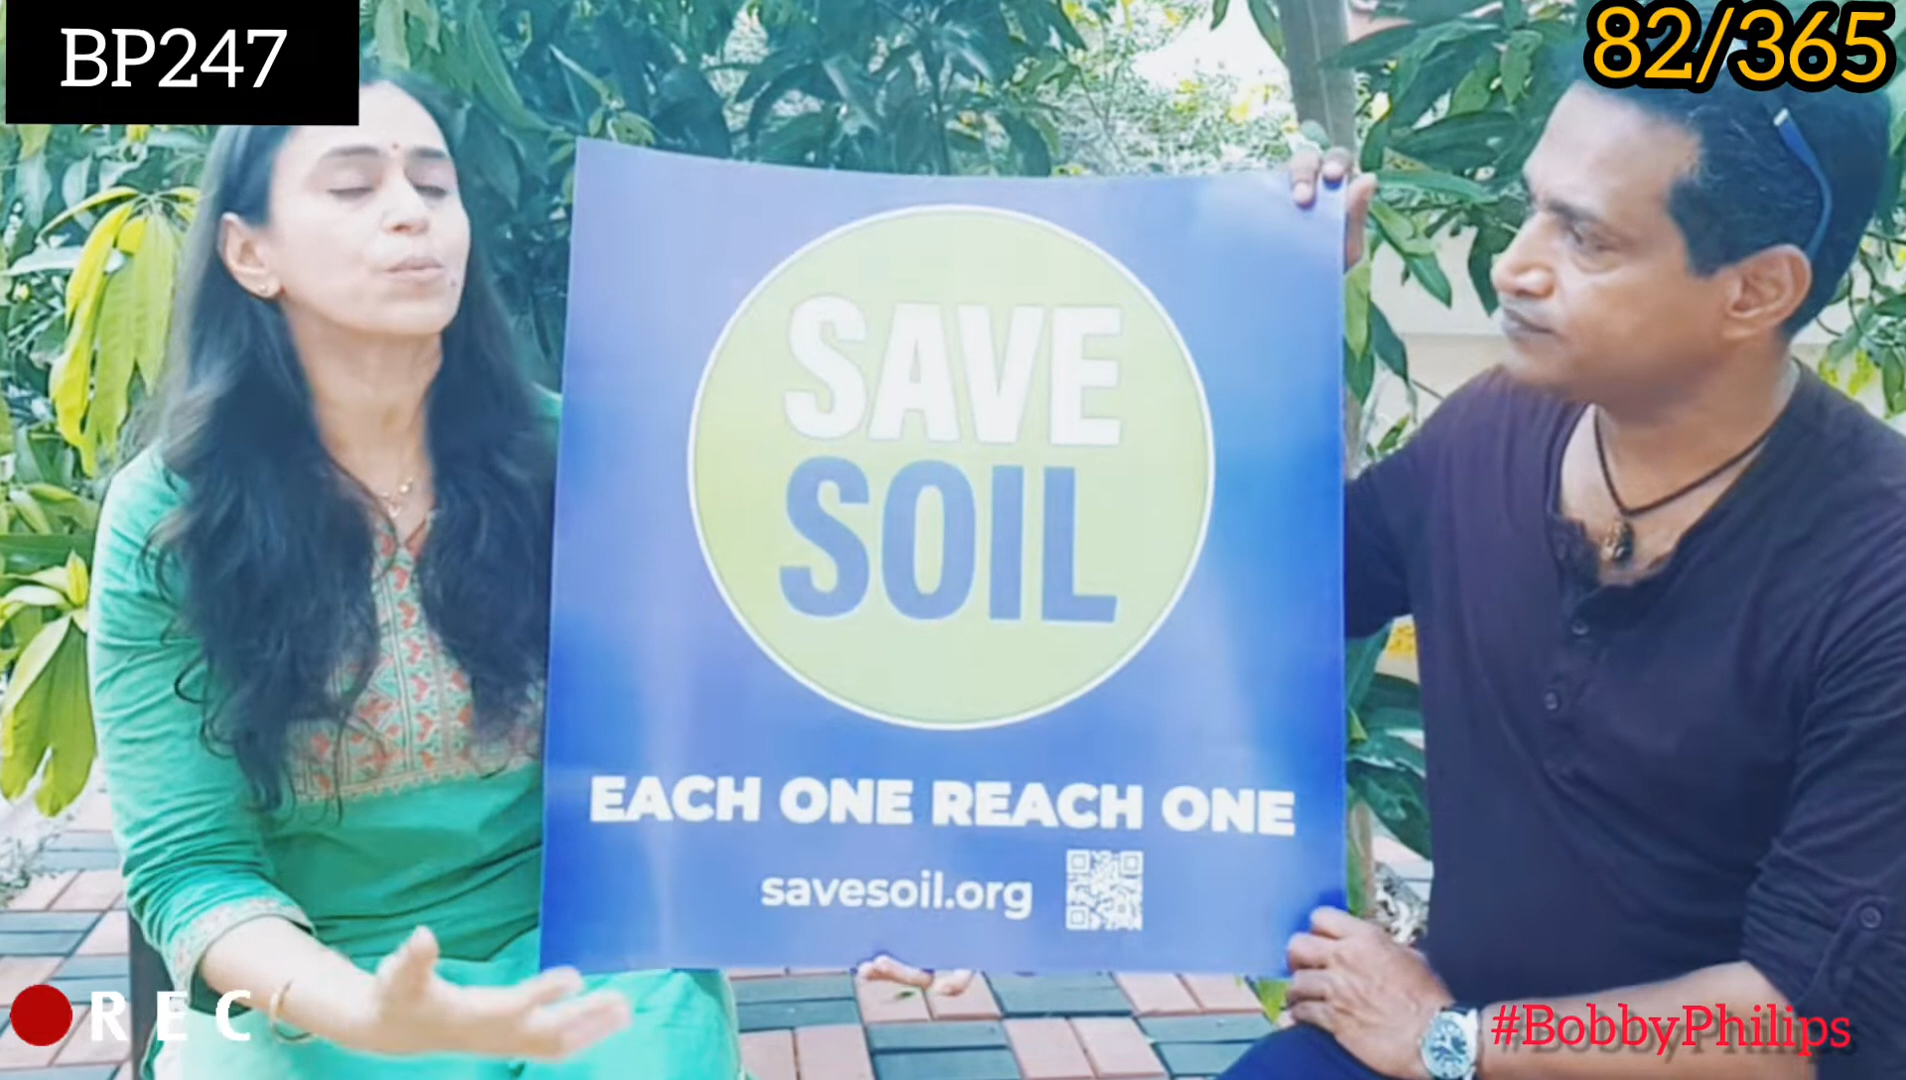 BP247
82/365
SAVE
SOIL
EACH ONE REACH ONE
savesoil.org
REC
#BobbyPhilips